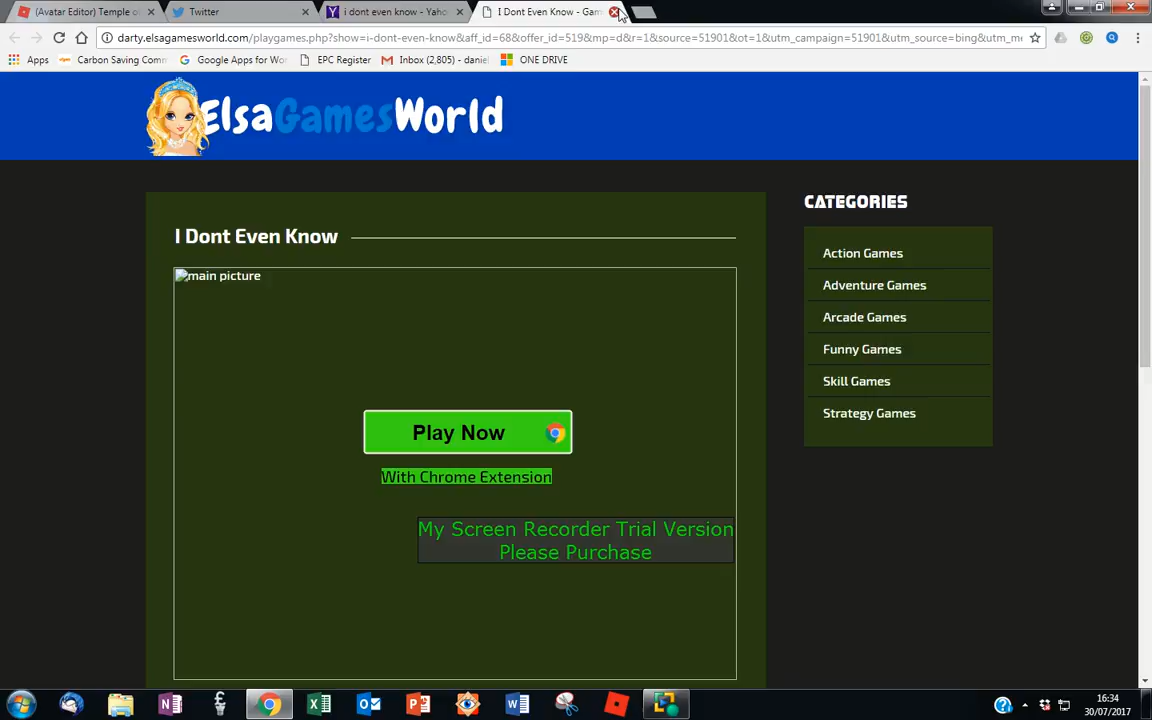 (Avatar Editor) Temple o
Twitter
i dont even know - Yaho
I Dont Even Know - Gam
darty.elsagamesworld.com/playgames.php?show=i-dont-even-know&aff_id=68&offer_id=519&mp=d&r=1&source=51901&ot=1&utm_campaign=51901&utm_source=bing&utm_me
Apps
Carbon Saving Comm
Google Apps for Wor
EPC Register
Inbox (2,805) - daniel
ONE DRIVE
ElsaGamesWorld
I Dont Even Know
main picture
Play Now
With Chrome Extension
My Screen Recorder Trial Version
Please Purchase
CATEGORIES
Action Games
Adventure Games
Arcade Games
Funny Games
Skill Games
Strategy Games
16:34
30/07/2017